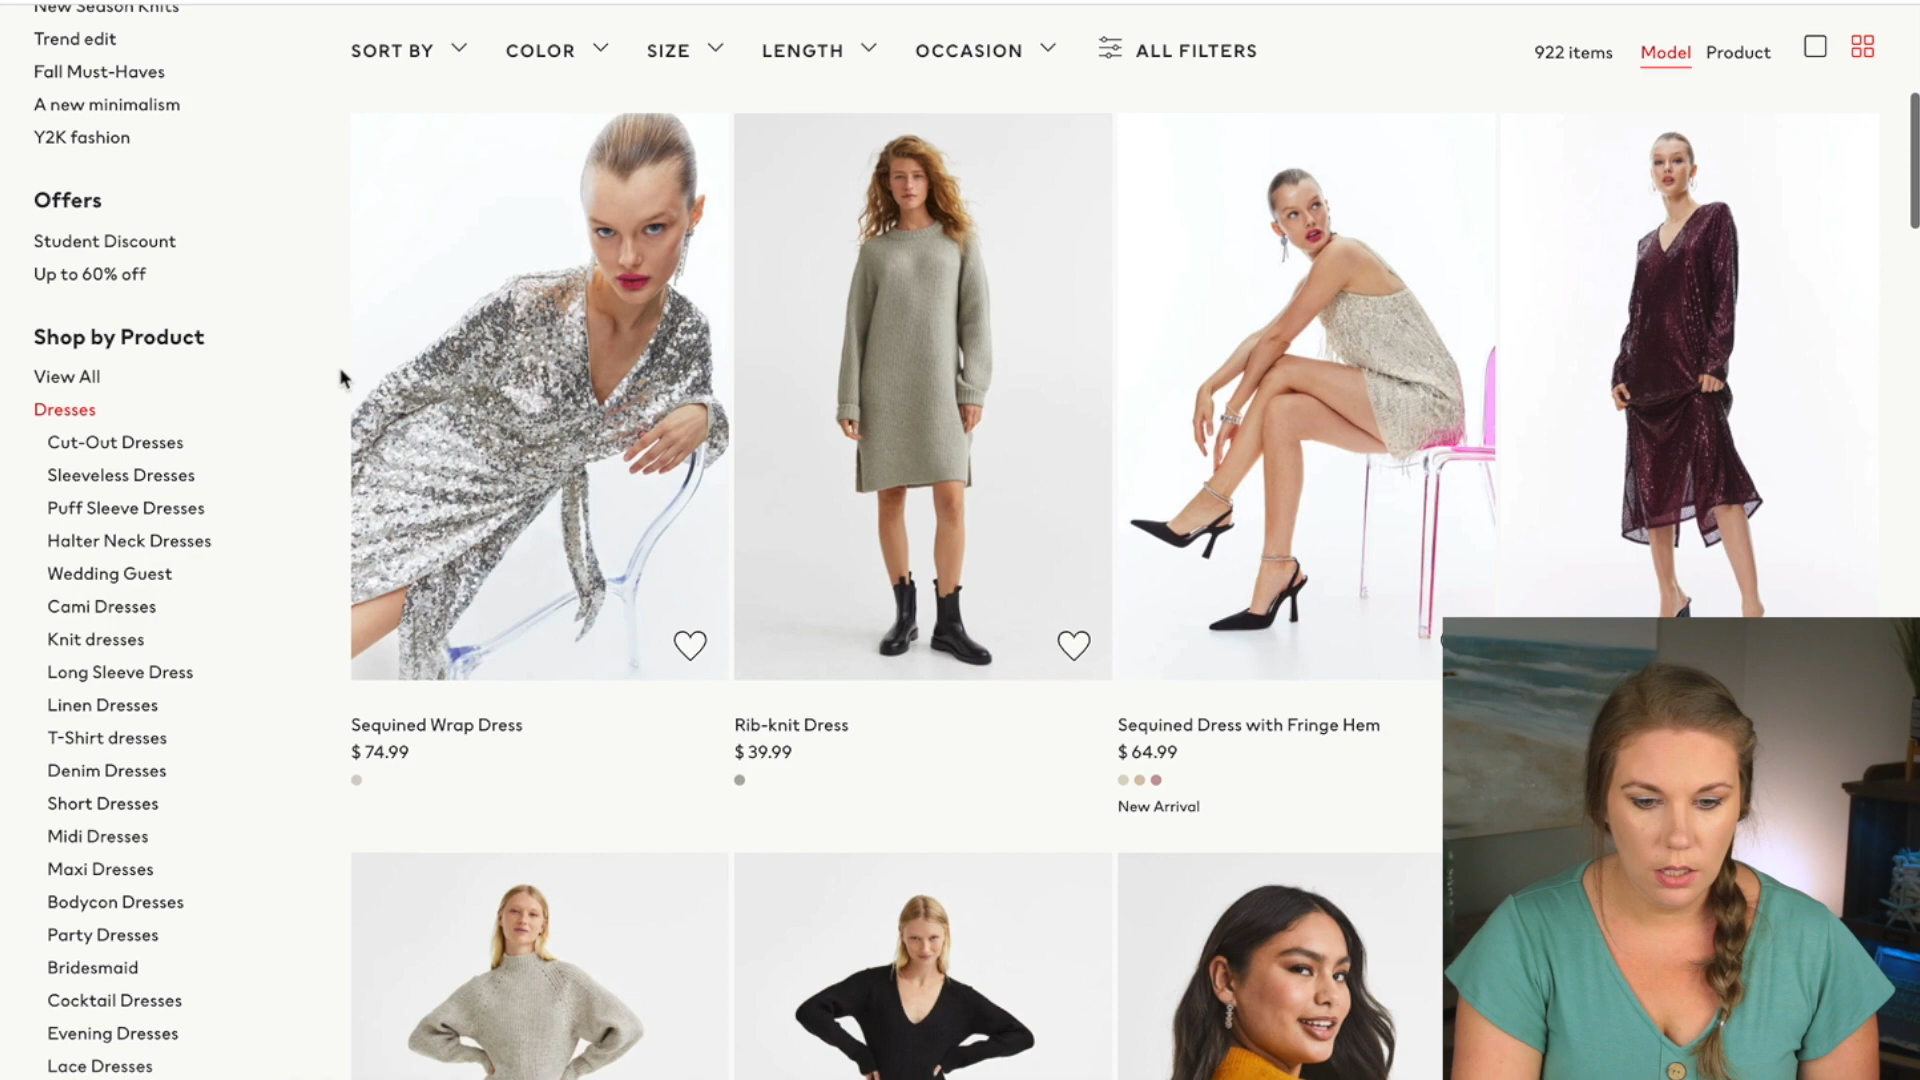 New Season Knits
Trend edit
Fall Must-Haves
A new minimalism
Y2K fashion
Offers
Student Discount
Up to 60% off
Shop by Product
View All
Dresses
Cut-Out Dresses
Sleeveless Dresses
Puff Sleeve Dresses
Halter Neck Dresses
Wedding Guest
Cami Dresses
Knit dresses
Long Sleeve Dress
Linen Dresses
T-Shirt dresses
Denim Dresses
Short Dresses
Midi Dresses
Maxi Dresses
Bodycon Dresses
Party Dresses
Bridesmaid
Cocktail Dresses
Evening Dresses
Lace Dresses
SORT BY COLOR SIZE LENGTH OCCASION ALL FILTERS
922 items Model Product
Sequined Wrap Dress
$ 74.99
Rib-knit Dress
$ 39.99
Sequined Dress with Fringe Hem
$ 64.99
New Arrival